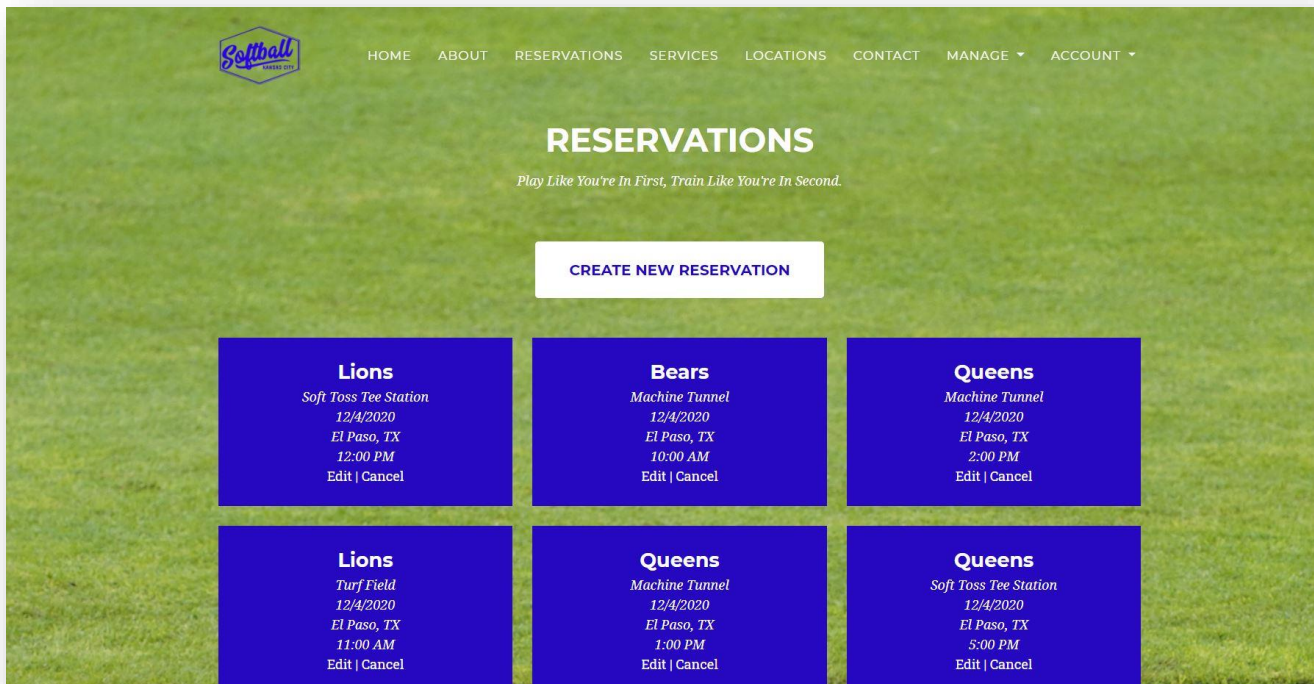 Softball
KANSAS CITY
HOME ABOUT RESERVATIONS SERVICES LOCATIONS CONTACT MANAGE ACCOUNT
RESERVATIONS
Play Like You're In First, Train Like You're In Second.
CREATE NEW RESERVATION
Lions
Soft Toss Tee Station
12/4/2020
El Paso, TX
12:00 PM
Edit | Cancel
Bears
Machine Tunnel
12/4/2020
El Paso, TX
10:00 AM
Edit | Cancel
Queens
Machine Tunnel
12/4/2020
El Paso, TX
2:00 PM
Edit | Cancel
Lions
Turf Field
12/4/2020
El Paso, TX
11:00 AM
Edit | Cancel
Queens
Machine Tunnel
12/4/2020
El Paso, TX
1:00 PM
Edit | Cancel
Queens
Soft Toss Tee Station
12/4/2020
El Paso, TX
5:00 PM
Edit | Cancel